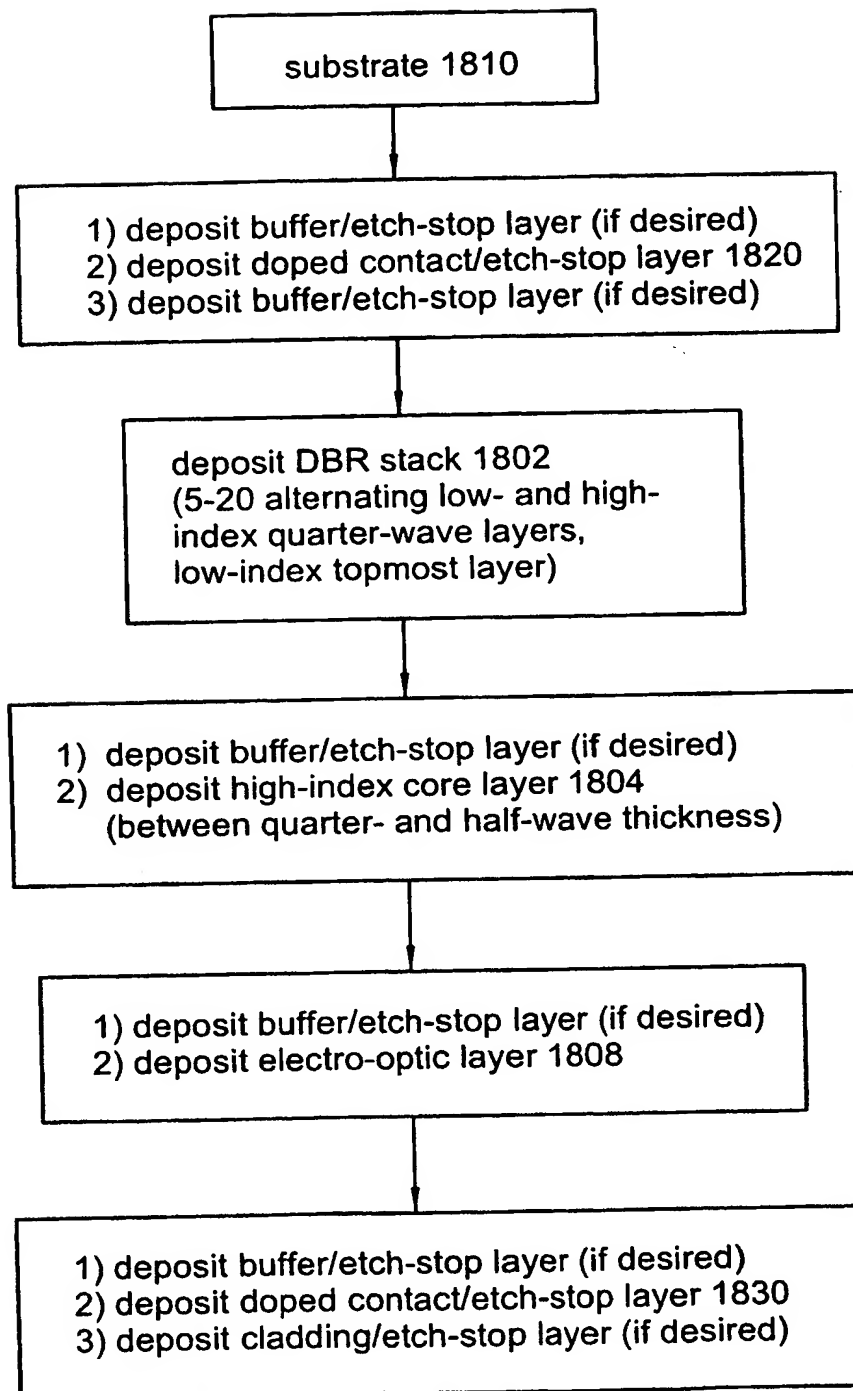 substrate 1810
1) deposit buffer/etch-stop layer (if desired)
2) deposit doped contact/etch-stop layer 1820
3) deposit buffer/etch-stop layer (if desired)
deposit DBR stack 1802
(5-20 alternating low- and high-
index quarter-wave layers,
low-index topmost layer)
1) deposit buffer/etch-stop layer (if desired)
2) deposit high-index core layer 1804
(between quarter- and half-wave thickness)
1) deposit buffer/etch-stop layer (if desired)
2) deposit electro-optic layer 1808
1) deposit buffer/etch-stop layer (if desired)
2) deposit doped contact/etch-stop layer 1830
3) deposit cladding/etch-stop layer (if desired)